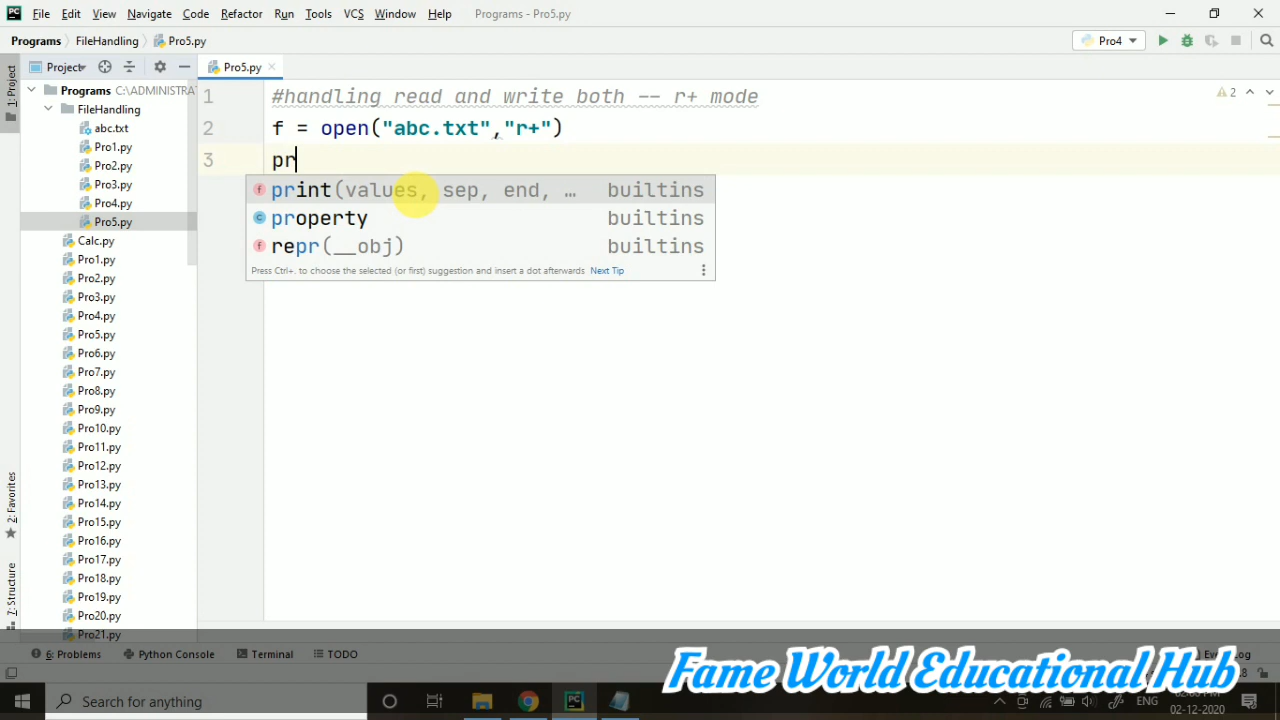 File Edit View Navigate Code Refactor Run Tools VCS Window Help Programs - Pro5.py
Programs FileHandling Pro5.py Pro4
1: Project
Project
Pro5.py
Programs C:\ADMINISTRA
FileHandling
abc.txt
Pro1.py
Pro2.py
Pro3.py
Pro4.py
Pro5.py
Calc.py
Pro1.py
Pro2.py
Pro3.py
Pro4.py
Pro5.py
Pro6.py
Pro7.py
Pro8.py
Pro9.py
Pro10.py
Pro11.py
Pro12.py
Pro13.py
Pro14.py
Pro15.py
Pro16.py
Pro17.py
Pro18.py
Pro19.py
Pro20.py
Pro21.py
2: Favorites
7: Structure
1 #handling read and write both -- r+ mode
2 f = open("abc.txt","r+")
3 pr
2
print(values, sep, end, … builtins
property builtins
repr(__obj) builtins
Press Ctrl+. to choose the selected (or first) suggestion and insert a dot afterwards Next Tip
6: Problems Python Console Terminal TODO
Fame World Educational Hub
Search for anything
ENG
02-12-2020